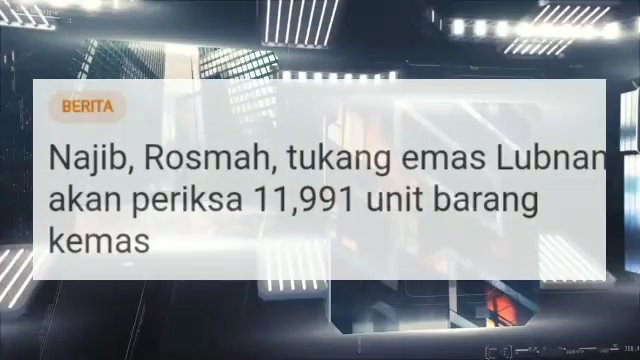 BERITA
Najib, Rosmah, tukang emas Lubnan
akan periksa 11,991 unit barang
kemas